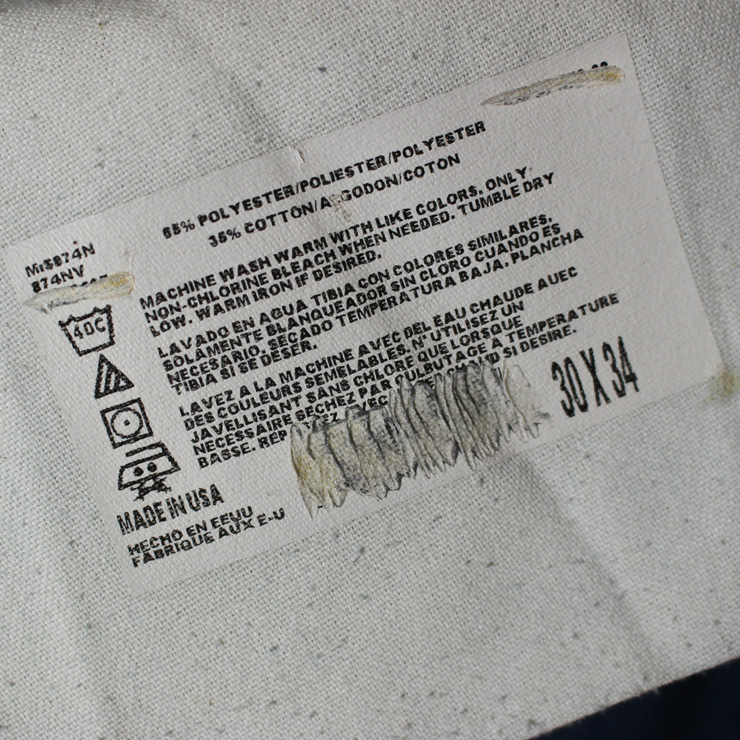 65% POLYESTER/POLIESTER/POLYESTER
35% COTTON/ALGODON/COTON
MIS874N
874NV
MACHINE WASH WARM WITH LIKE COLORS. ONLY
NON-CHLORINE BLEACH WHEN NEEDED. TUMBLE DRY
LOW. WARM IRON IF DESIRED.
LAVADO EN AGUA TIBIA CON COLORES SIMILARES.
SOLAMENTE BLANQUEADOR SIN CLORO CUANDO ES
NECESARIO. SECADO TEMPERATURA BAJA. PLANCHA
TIBIA SI SE DESER.
LAVEZ A LA MACHINE AVEC DEL EAU CHAUDE AUEC
DES COULEURS SEMELABLES. N' UTILISEZ UN
JAVELLISANT SANS CHLORE QUE LORSQUE
NECESSAIRE SECHEZ PAR CULBUTAGE A TEMPERATURE
BASSE. SI DESIRE.
40C
30 X 34
MADE IN USA
HECHO EN EEUU
FABRIQUE AUX E-U